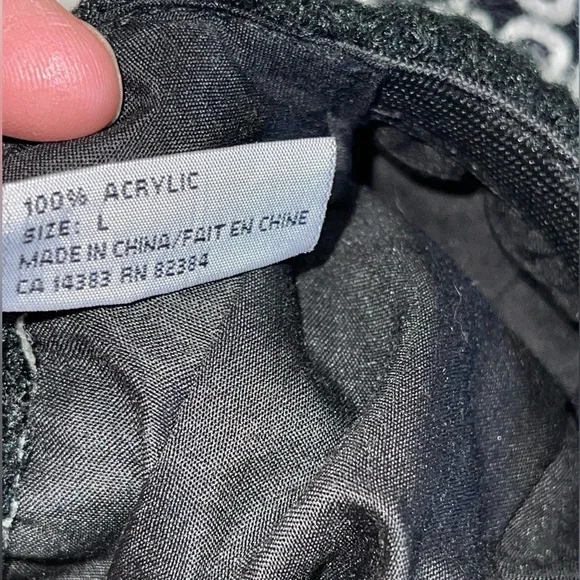 100% ACRYLIC
SIZE: L
MADE IN CHINA/FAIT EN CHINE
CA 14383 RN 82384